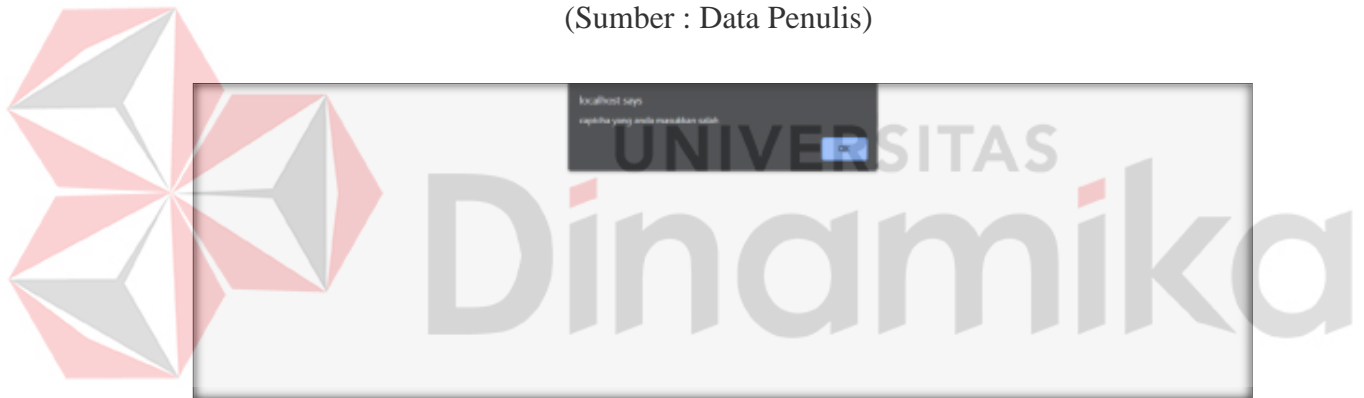 (Sumber : Data Penulis)
localhost says
captcha yang anda masukkan salah
OK
UNIVERSITAS
Dinamika